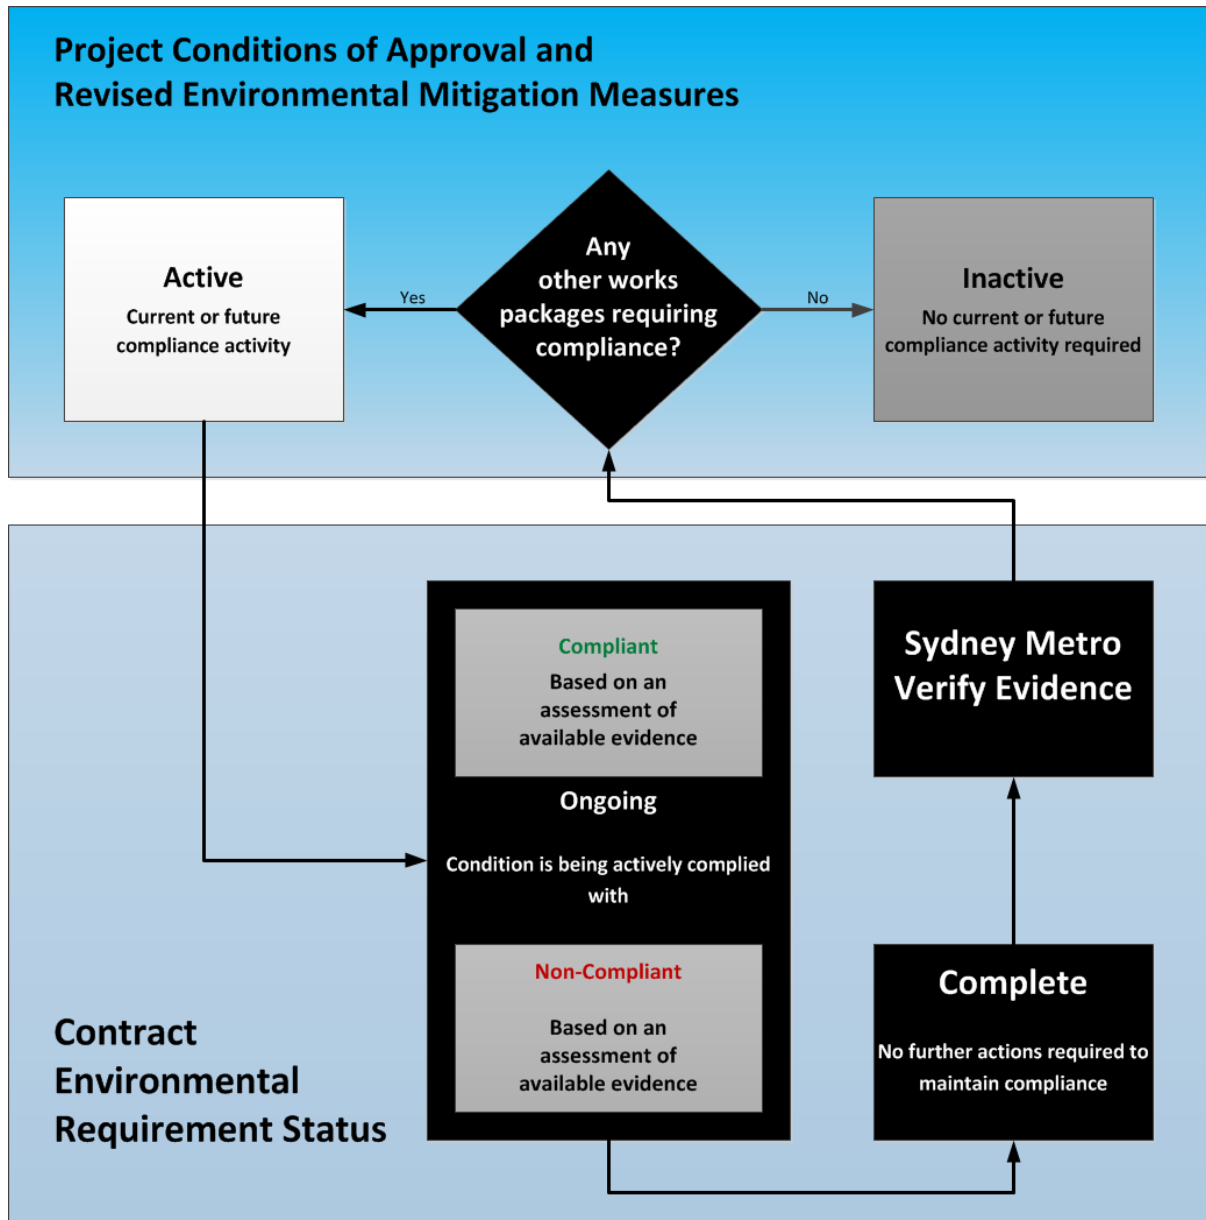 Project Conditions of Approval and
Revised Environmental Mitigation Measures
Active
Current or future
compliance activity
Yes
Any
other works
packages requiring
compliance?
No
Inactive
No current or future
compliance activity required
Compliant
Based on an
assessment of
available evidence
Ongoing
Condition is being actively complied
with
Non-Compliant
Based on an
assessment of
available evidence
Sydney Metro
Verify Evidence
Complete
No further actions required to
maintain compliance
Contract
Environmental
Requirement Status